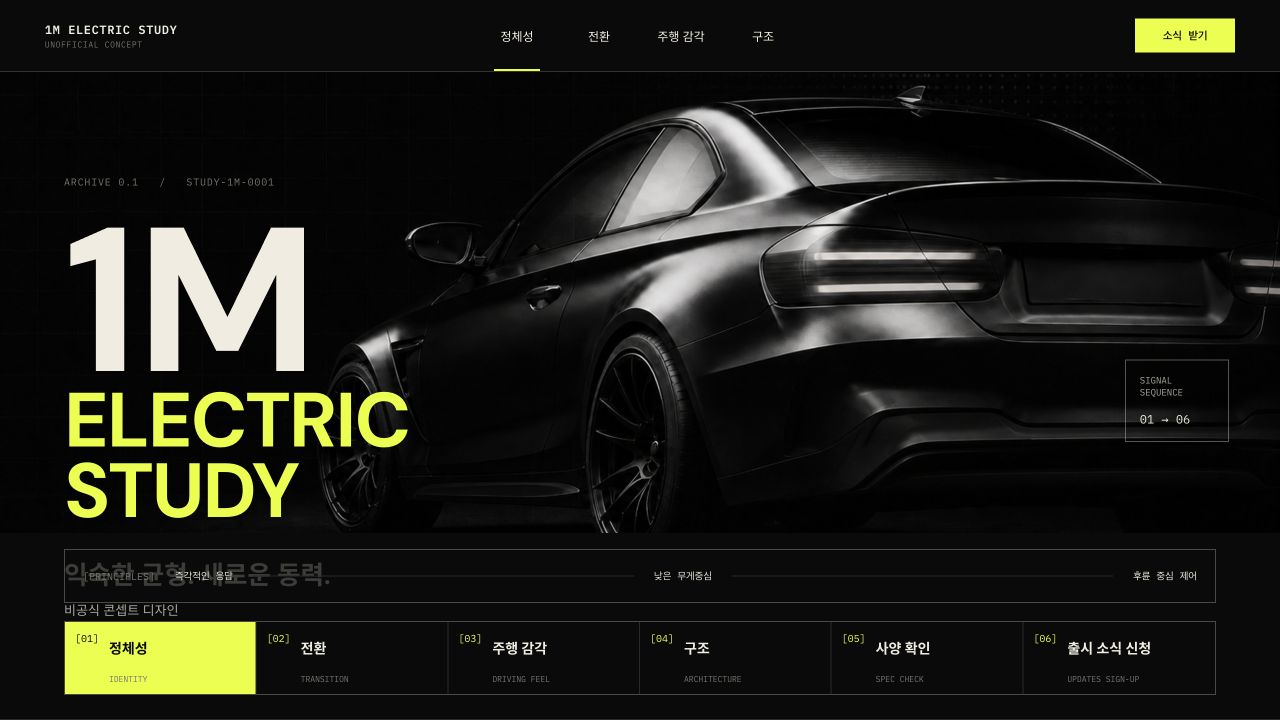 1M ELECTRIC STUDY
UNOFFICIAL CONCEPT
정체성
전환
주행 감각
구조
소식 받기
ARCHIVE 0.1 / STUDY-1M-0001
1M
ELECTRIC
STUDY
SIGNAL
SEQUENCE
01 → 06
익숙한 균형. 새로운 동력.
[PRINCIPLES]
즉각적인 응답
낮은 무게중심
후륜 중심 제어
비공식 콘셉트 디자인
[01] 정체성
IDENTITY
[02] 전환
TRANSITION
[03] 주행 감각
DRIVING FEEL
[04] 구조
ARCHITECTURE
[05] 사양 확인
SPEC CHECK
[06] 출시 소식 신청
UPDATES SIGN-UP